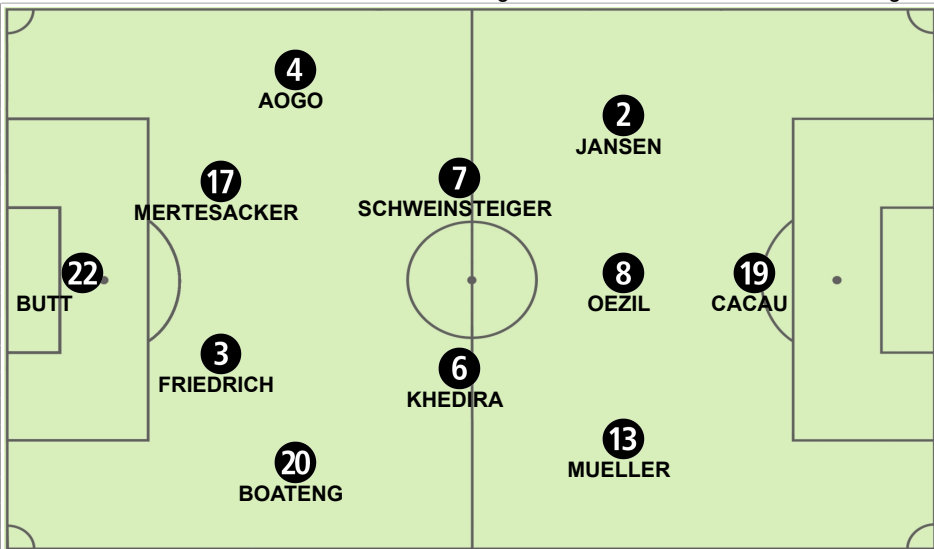 4
AOGO
2
JANSEN
17
MERTESACKER
7
SCHWEINSTEIGER
22
BUTT
8
OEZIL
19
CACAU
3
FRIEDRICH
6
KHEDIRA
20
BOATENG
13
MUELLER